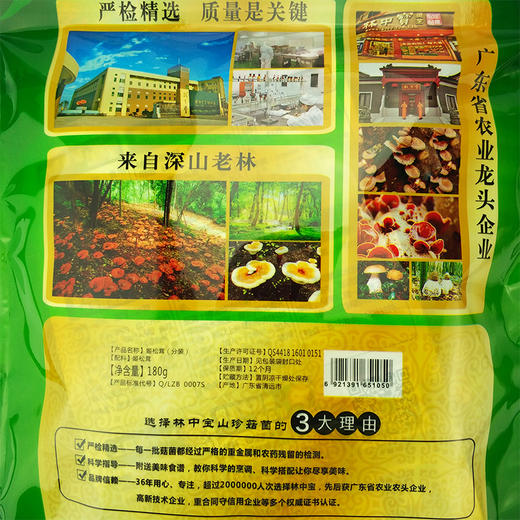 严检精选 质量是关键
林中宝
广东省农业龙头企业
来自深山老林
【产品名称】姬松茸（分装）
【配料】姬松茸
【净含量】180g
【产品标准代号】Q/LZB 0007S
【生产许可证号】QS4418 1601 0151
【生产日期】见包装袋封口处
【保质期】12个月
【贮藏方法】置阴凉干燥处保存
【产地】广东省清远市
6921391651050
选择林中宝山珍菇菌的3大理由
严检精选——每一批菇菌都经过严格的重金属和农药残留的检测。
科学指导——附送美味食谱，教你科学的烹调，科学搭配让你尽享美味。
品牌信赖——36年用心、专注，超过2000000人次选择林中宝，先后获广东省农业农头企业，
高新技术企业，重合同守信用企业等多个权威证书认证。